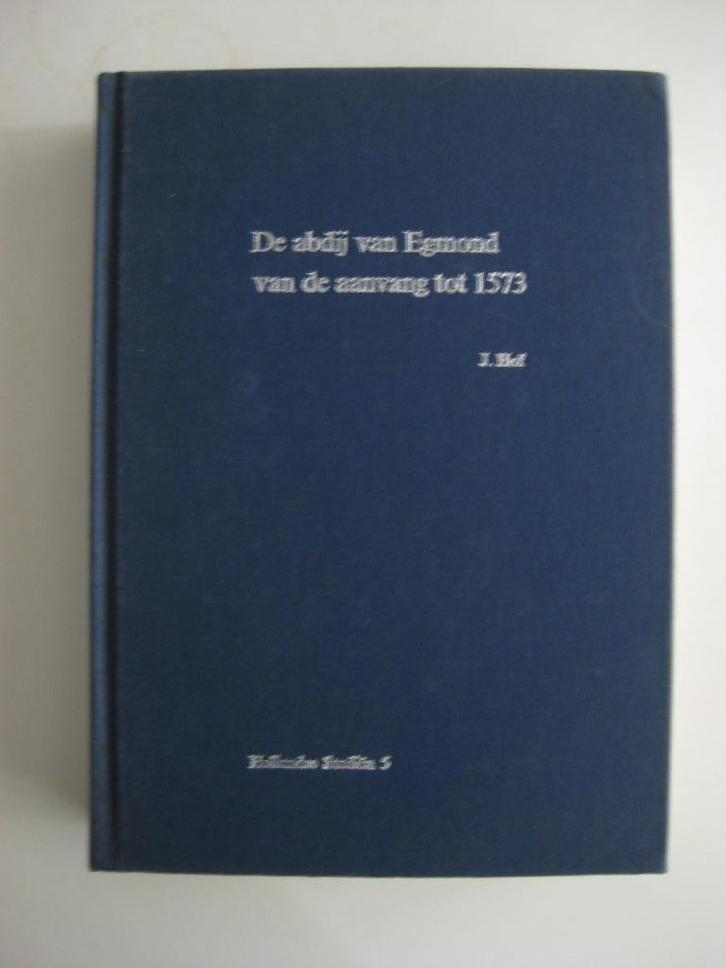 De abdij van Egmond
van de aanvang tot 1573
J. Hof
Hollandse Studiën 5